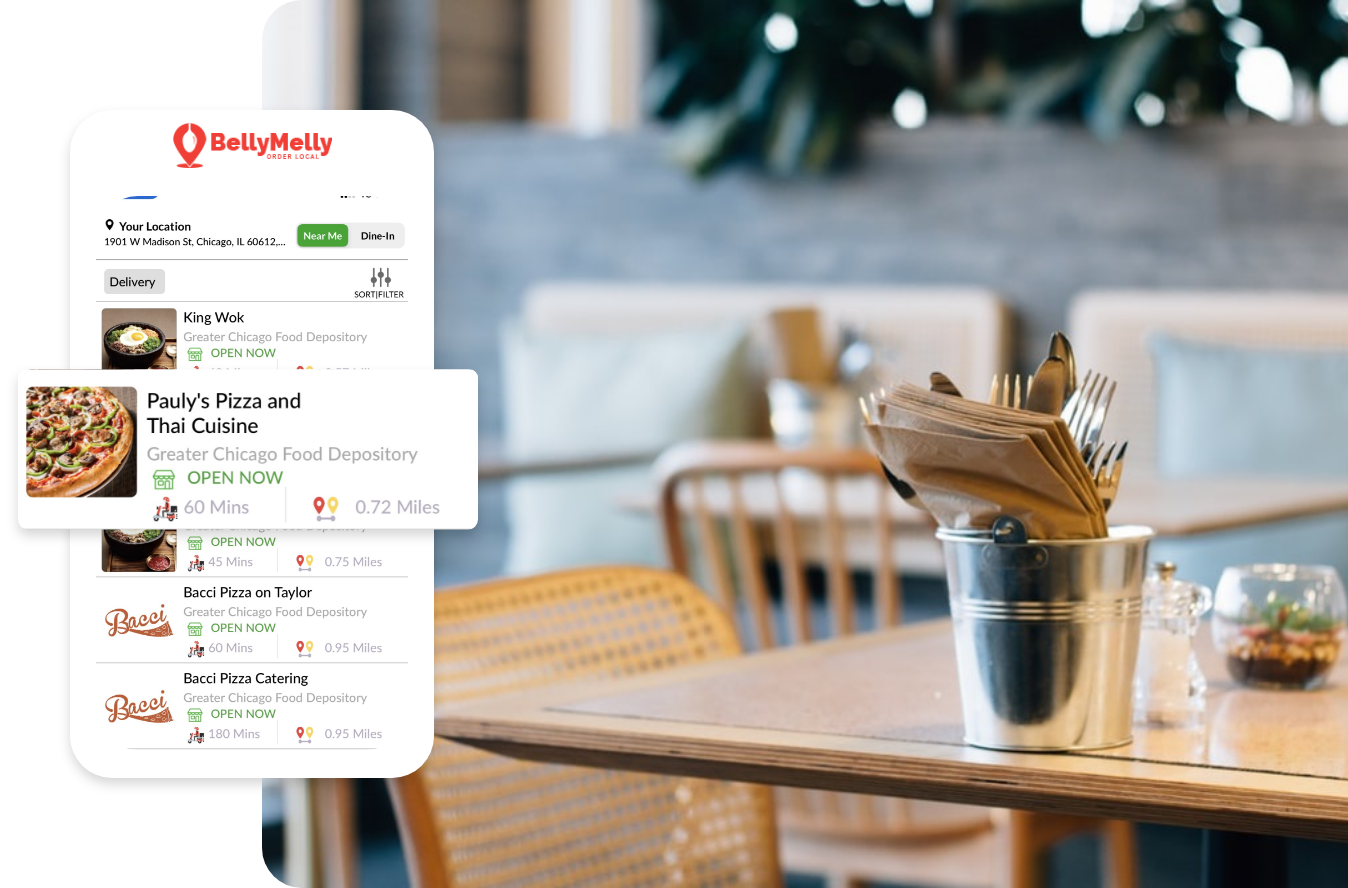 BellyMelly
ORDER LOCAL
Your Location
1901 W Madison St, Chicago, IL 60612,...
Near Me
Dine-In
Delivery
SORT|FILTER
King Wok
Greater Chicago Food Depository
OPEN NOW
Pauly's Pizza and
Thai Cuisine
Greater Chicago Food Depository
OPEN NOW
60 Mins
0.72 Miles
OPEN NOW
45 Mins
0.75 Miles
Bacci
Bacci Pizza on Taylor
Greater Chicago Food Depository
OPEN NOW
60 Mins
0.95 Miles
Bacci
Bacci Pizza Catering
Greater Chicago Food Depository
OPEN NOW
180 Mins
0.95 Miles